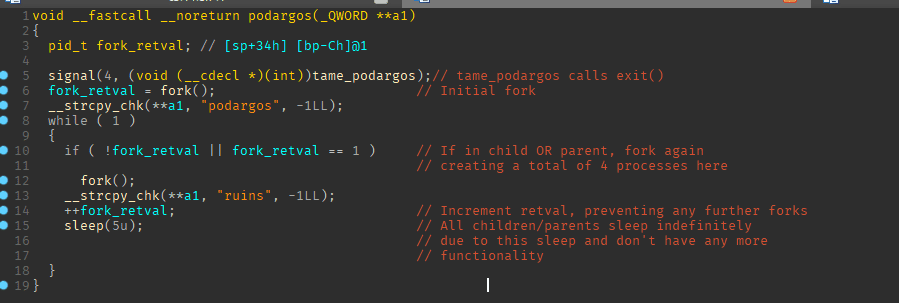 1 void __fastcall __noreturn podargos(_QWORD **a1)
2 {
3 pid_t fork_retval; // [sp+34h] [bp-Ch]@1
4
5 signal(4, (void (__cdecl *)(int))tame_podargos);// tame_podargos calls exit()
6 fork_retval = fork(); // Initial fork
7 __strcpy_chk(**a1, "podargos", -1LL);
8 while ( 1 )
9 {
10 if ( !fork_retval || fork_retval == 1 ) // If in child OR parent, fork again
11 // creating a total of 4 processes here
12 fork();
13 __strcpy_chk(**a1, "ruins", -1LL);
14 ++fork_retval; // Increment retval, preventing any further forks
15 sleep(5u); // All children/parents sleep indefinitely
16 // due to this sleep and don't have any more
17 // functionality
18 }
19 }